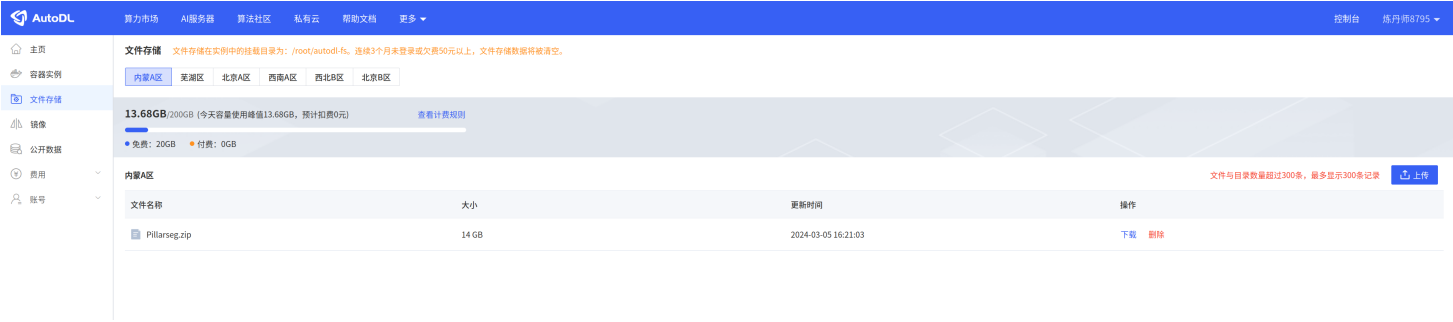 AutoDL 算力市场 AI服务器 算法社区 私有云 帮助文档 更多 控制台 炼丹师8795
主页
容器实例
文件存储
镜像
公开数据
费用
账号
文件存储 文件存储在实例中的挂载目录为：/root/autodl-fs。连续3个月未登录或欠费50元以上，文件存储数据将被清空。
内蒙A区 芜湖区 北京A区 西南A区 西北B区 北京B区
13.68GB/200GB (今天容量使用峰值13.68GB，预计扣费0元) 查看计费规则
免费：20GB 付费：0GB
内蒙A区 文件与目录数量超过300条，最多显示300条记录 上传
文件名称 大小 更新时间 操作
Pillarseg.zip 14 GB 2024-03-05 16:21:03 下载 删除